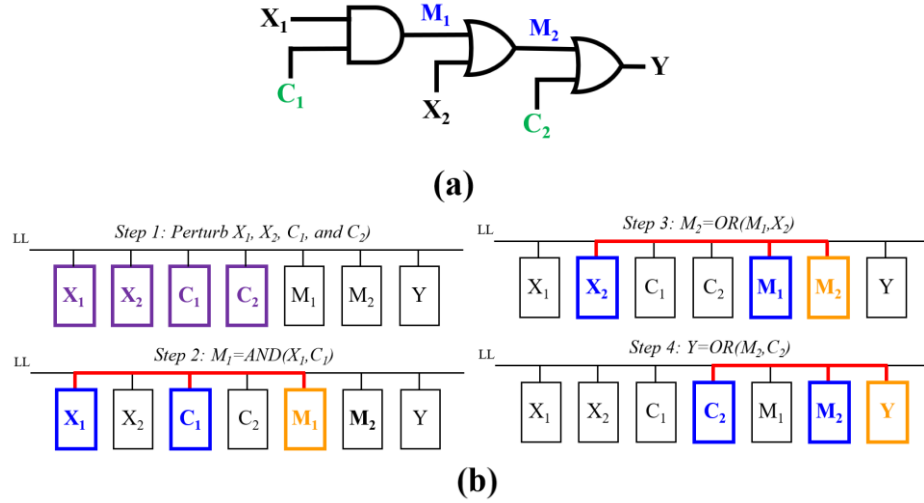 X₁
M₁
M₂
Y
C₁
X₂
C₂
(a)
Step 1: Perturb X₁, X₂, C₁, and C₂)
LL
X₁ X₂ C₁ C₂ M₁ M₂ Y
Step 2: M₁=AND(X₁,C₁)
LL
X₁ X₂ C₁ C₂ M₁ M₂ Y
Step 3: M₂=OR(M₁,X₂)
LL
X₁ X₂ C₁ C₂ M₁ M₂ Y
Step 4: Y=OR(M₂,C₂)
LL
X₁ X₂ C₁ C₂ M₁ M₂ Y
(b)